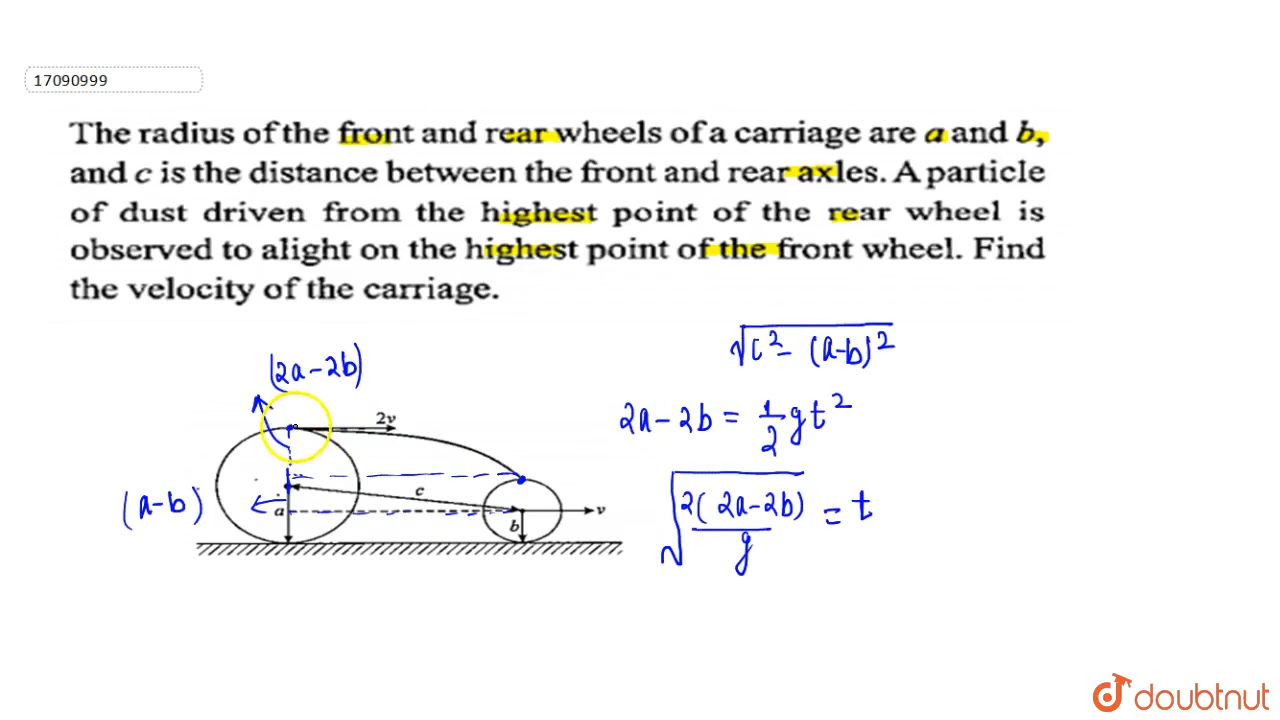 17090999
The radius of the front and rear wheels of a carriage are a and b,
and c is the distance between the front and rear axles. A particle
of dust driven from the highest point of the rear wheel is
observed to alight on the highest point of the front wheel. Find
the velocity of the carriage.
√c² - (a-b)²
(2a-2b)
2a-2b = 1/2 gt²
2v
c
(a-b)
a
b
v
√2(2a-2b)/g = t
doubtnut